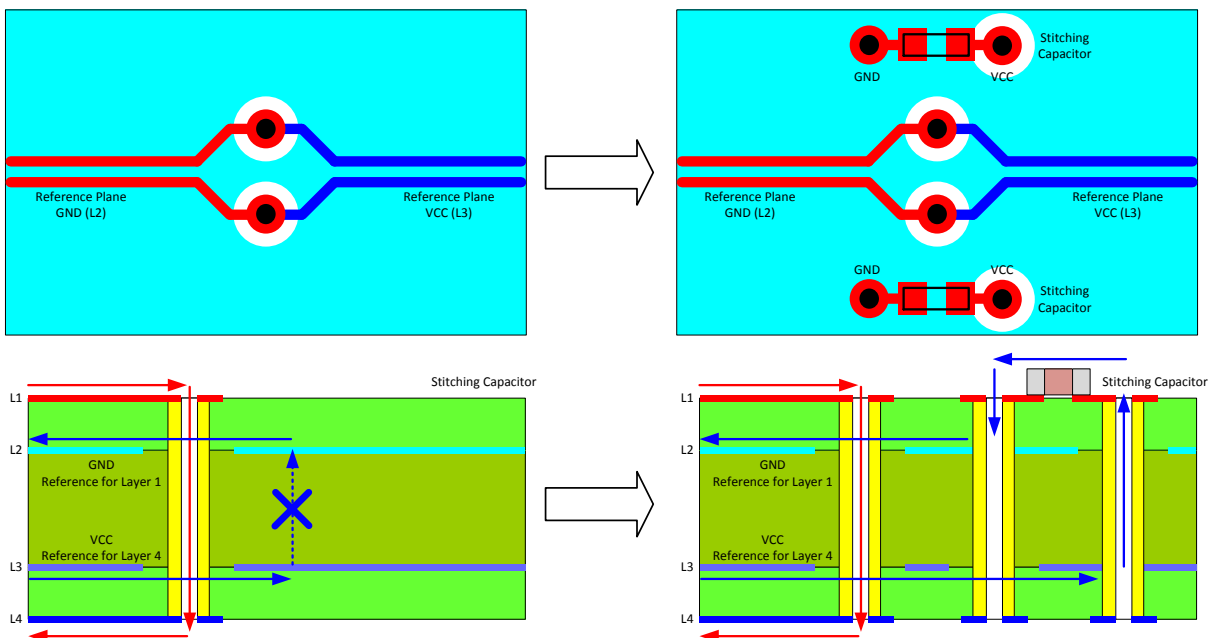 Reference Plane
GND (L2)
Reference Plane
VCC (L3)
GND
VCC
Stitching
Capacitor
Reference Plane
GND (L2)
Reference Plane
VCC (L3)
GND
VCC
Stitching
Capacitor
Stitching Capacitor
L1
L2
GND
Reference for Layer 1
VCC
Reference for Layer 4
L3
L4
Stitching Capacitor
L1
L2
GND
Reference for Layer 1
VCC
Reference for Layer 4
L3
L4